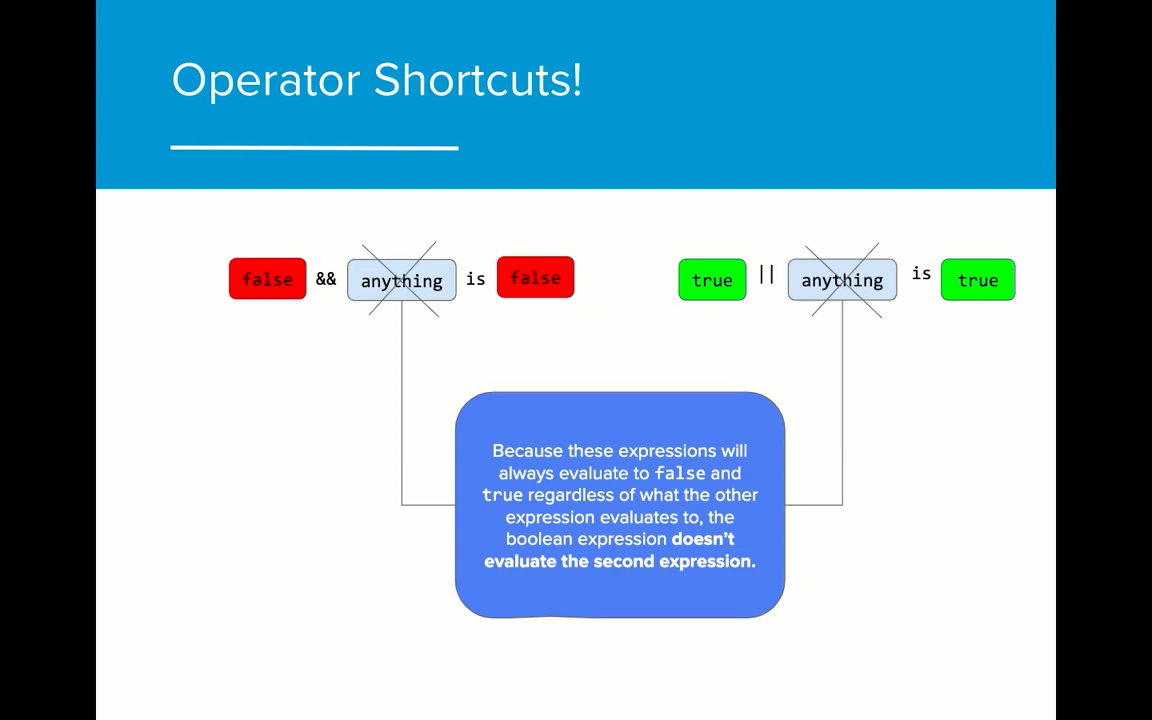 Operator Shortcuts!
false && anything is false
true || anything is true
Because these expressions will
always evaluate to false and
true regardless of what the other
expression evaluates to, the
boolean expression doesn’t
evaluate the second expression.